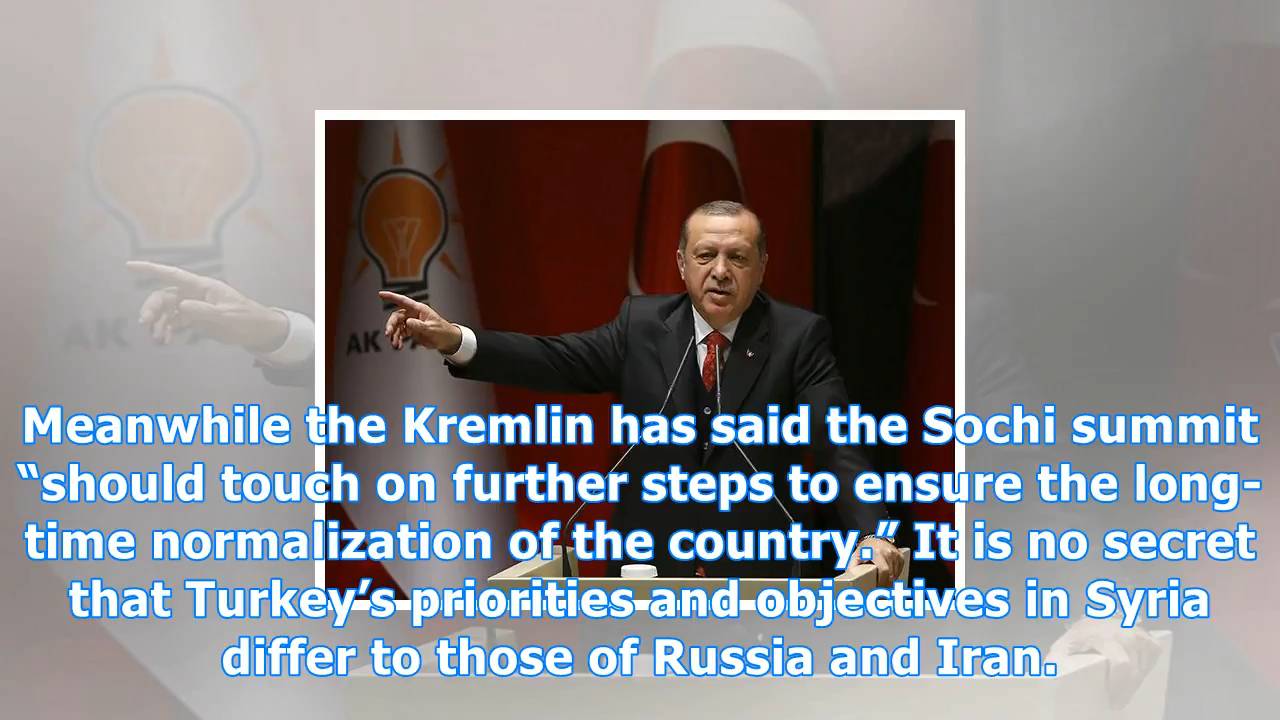 AK
Meanwhile the Kremlin has said the Sochi summit
“should touch on further steps to ensure the long-
time normalization of the country.” It is no secret
that Turkey’s priorities and objectives in Syria
differ to those of Russia and Iran.